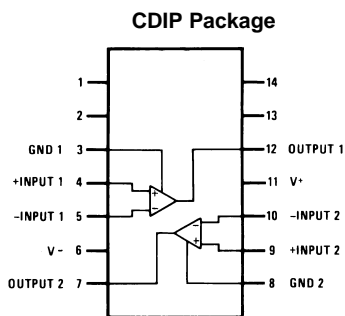 CDIP Package
1 14
2 13
GND 1 3 12 OUTPUT 1
+INPUT 1 4 + 11 V+
−INPUT 1 5 − − 10 −INPUT 2
V− 6 + 9 +INPUT 2
OUTPUT 2 7 8 GND 2